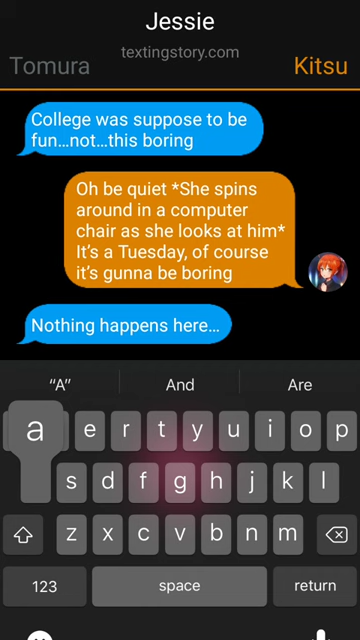 Jessie
textingstory.com
Tomura
Kitsu
College was suppose to be
fun…not…this boring
Oh be quiet *She spins
around in a computer
chair as she looks at him*
It's a Tuesday, of course
it's gunna be boring
Nothing happens here…
"A" And Are
a e r t y u i o p
s d f g h j k l
z x c v b n m
123 space return